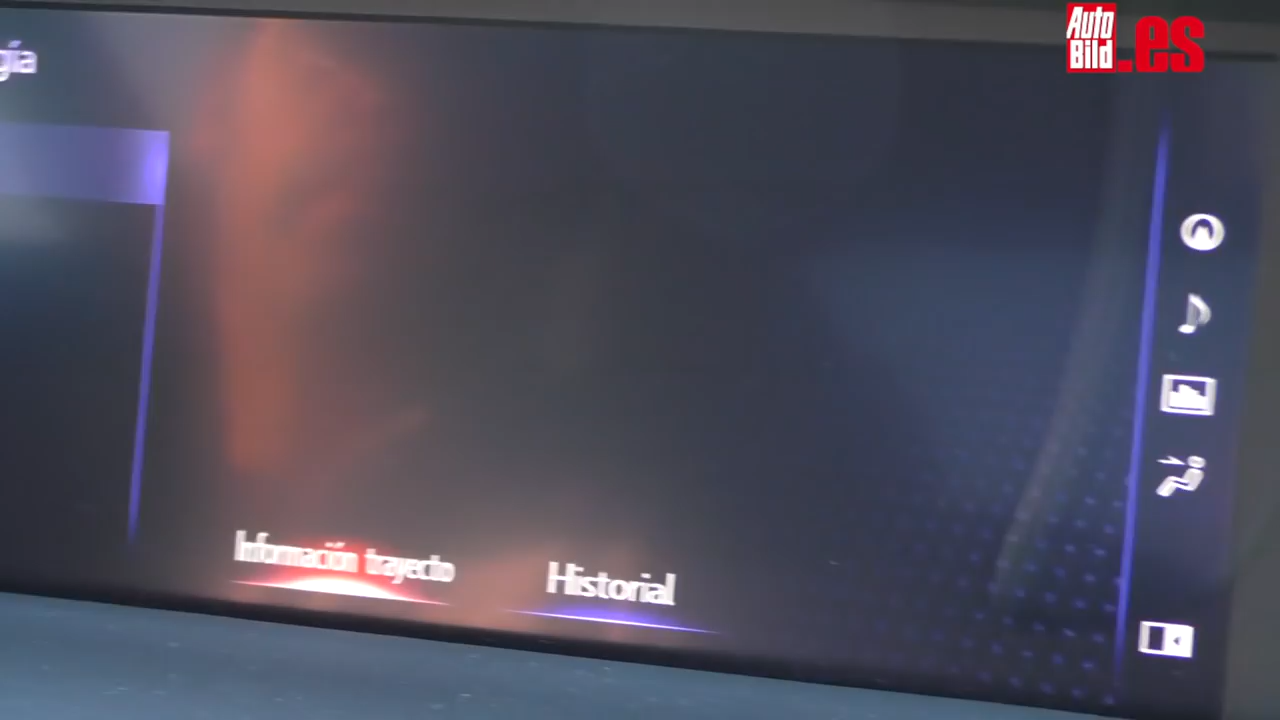 Auto
Bild.es
gía
Información trayecto
Historial